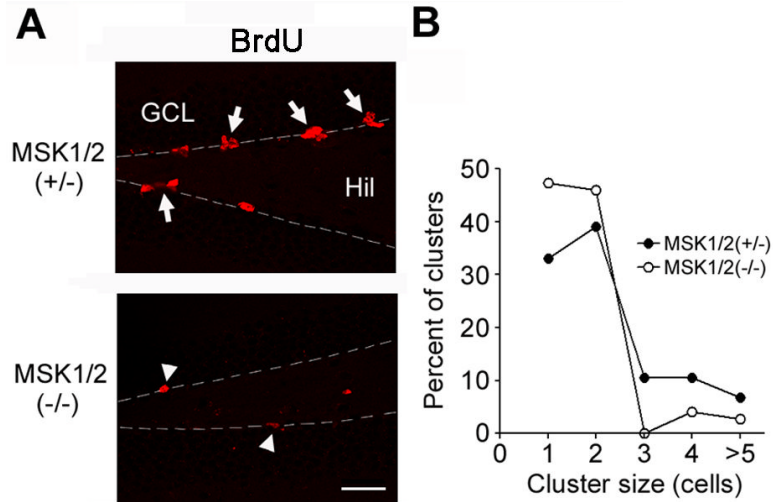 A
BrdU
GCL
MSK1/2
(+/-)
Hil
MSK1/2
(-/-)
B
50
40
30
20
10
0
Percent of clusters
MSK1/2(+/-)
MSK1/2(-/-)
0 1 2 3 4 >5
Cluster size (cells)